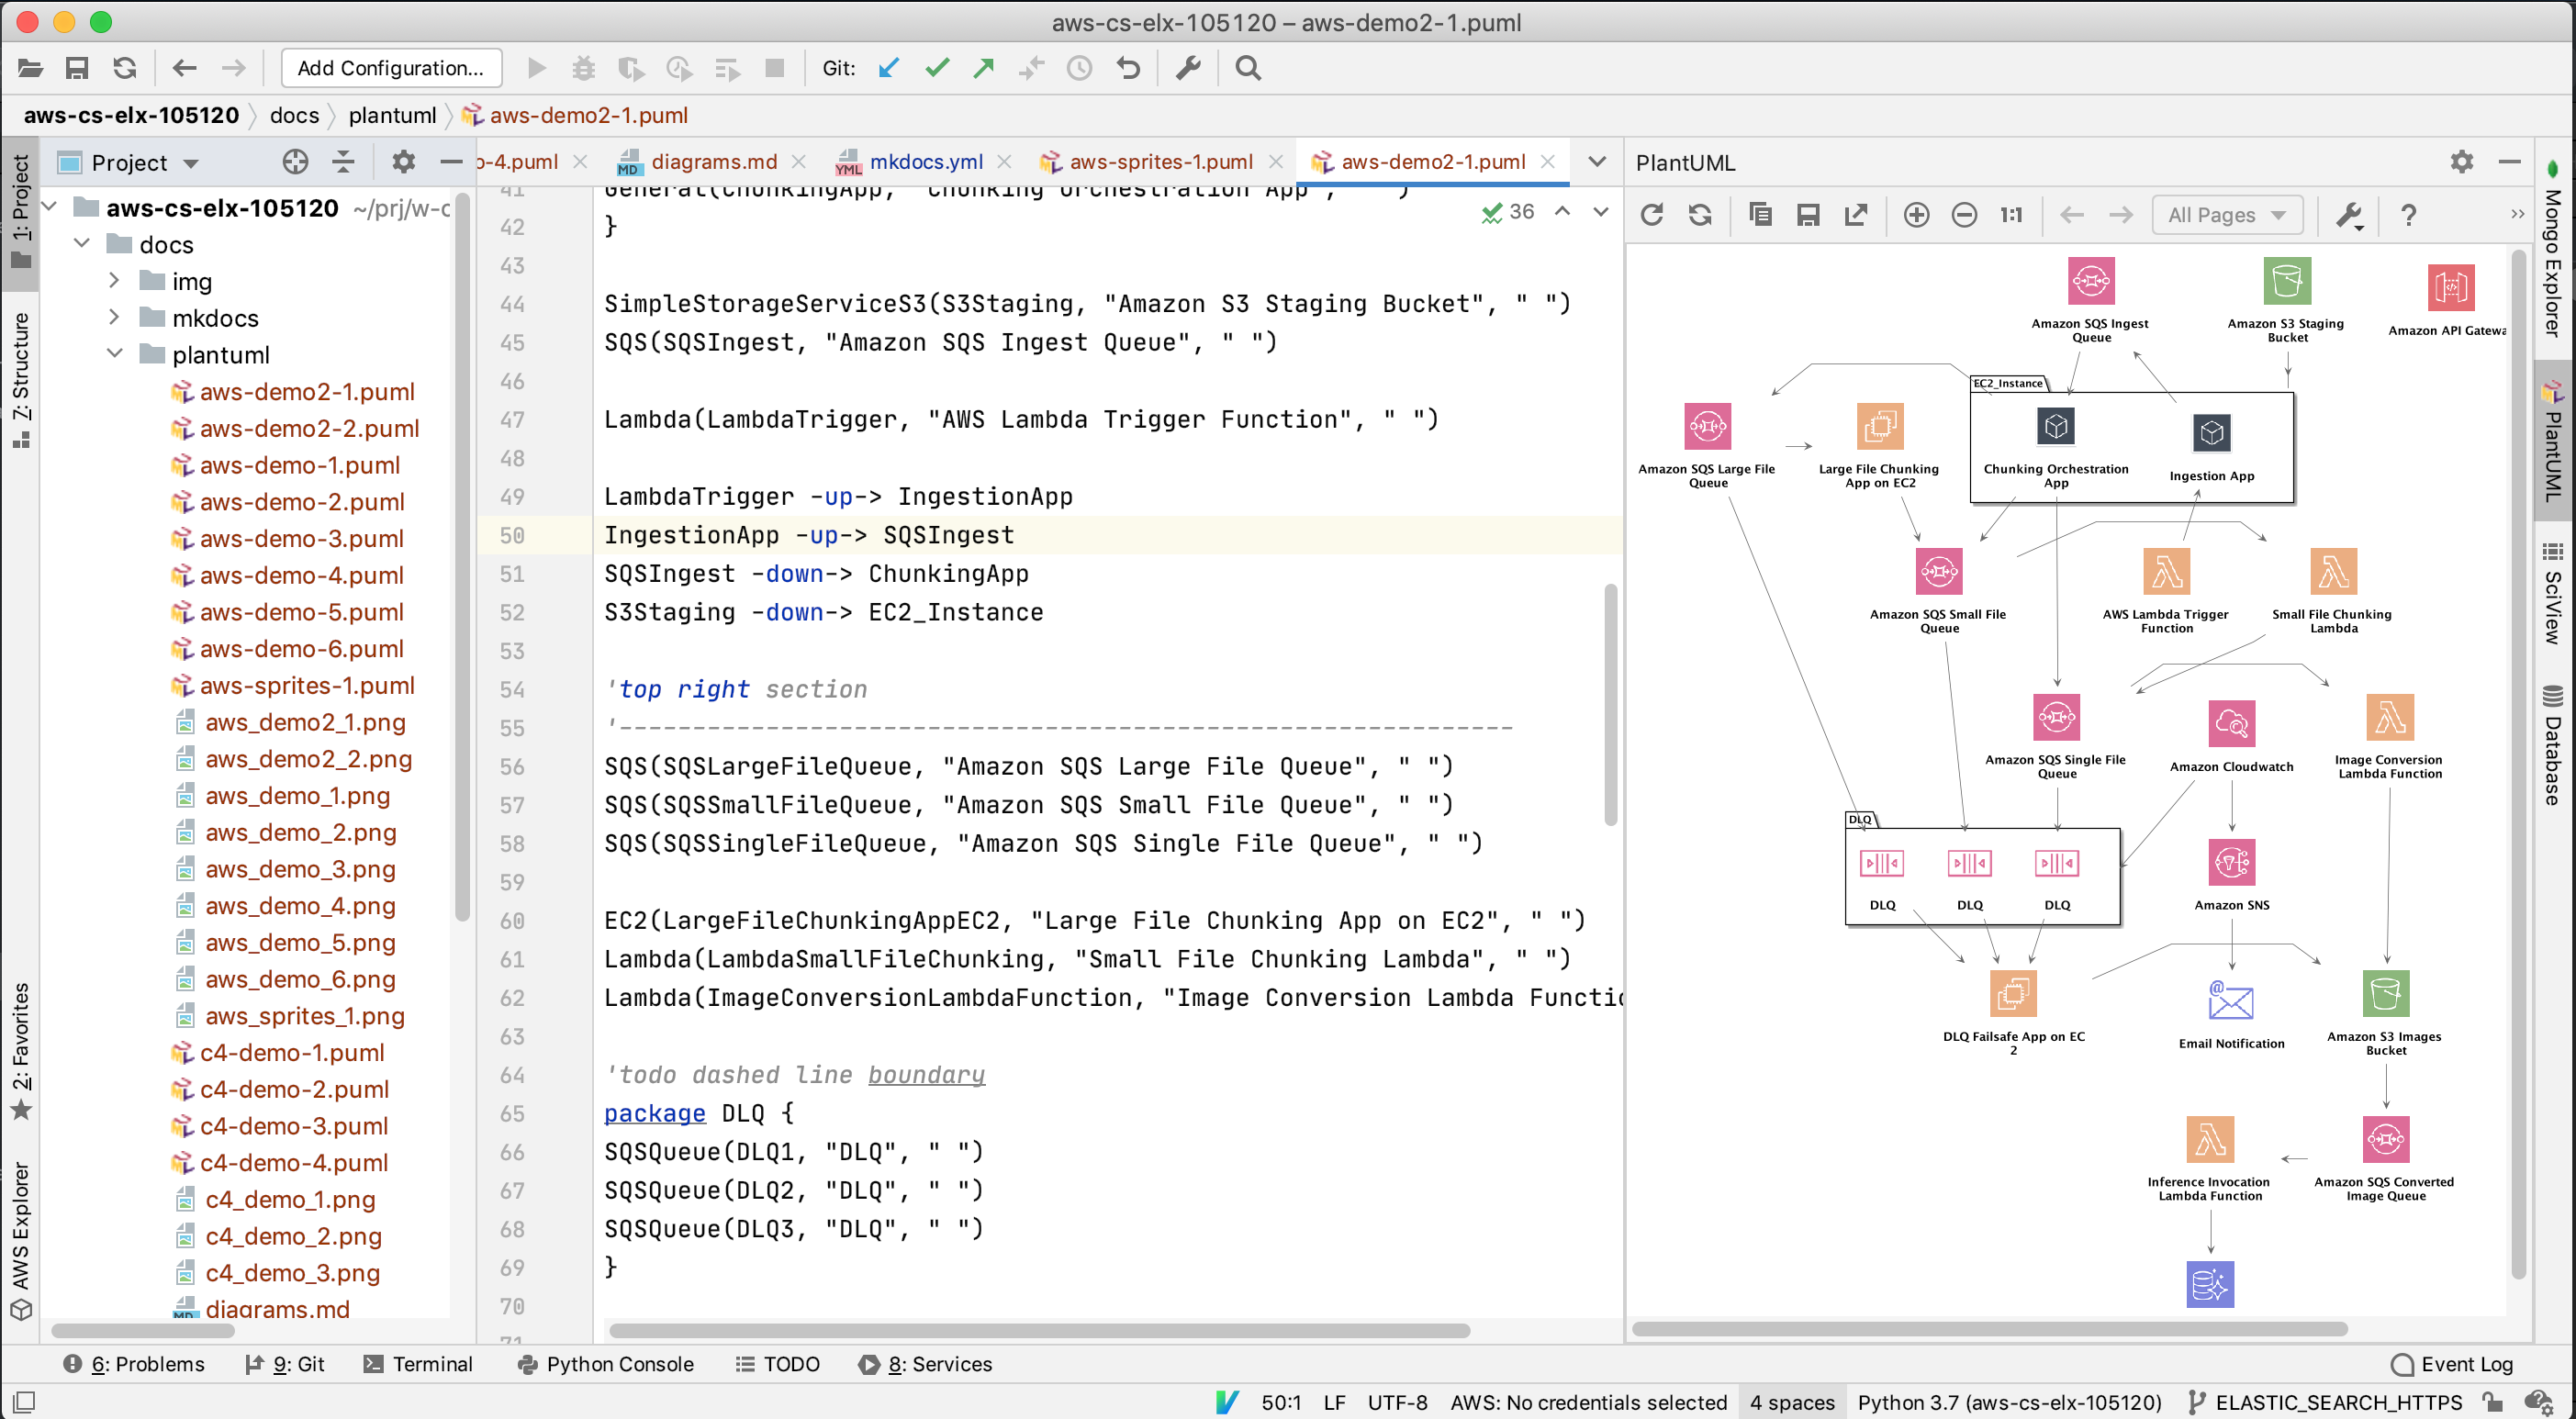 aws-cs-elx-105120 – aws-demo2-1.puml
Add Configuration...
Git:
aws-cs-elx-105120
docs
plantuml
aws-demo2-1.puml
1: Project
7: Structure
2: Favorites
AWS Explorer
Project
aws-cs-elx-105120 ~/prj/w-c
docs
img
mkdocs
plantuml
aws-demo2-1.puml
aws-demo2-2.puml
aws-demo-1.puml
aws-demo-2.puml
aws-demo-3.puml
aws-demo-4.puml
aws-demo-5.puml
aws-demo-6.puml
aws-sprites-1.puml
aws_demo2_1.png
aws_demo2_2.png
aws_demo_1.png
aws_demo_2.png
aws_demo_3.png
aws_demo_4.png
aws_demo_5.png
aws_demo_6.png
aws_sprites_1.png
c4-demo-1.puml
c4-demo-2.puml
c4-demo-3.puml
c4-demo-4.puml
c4_demo_1.png
c4_demo_2.png
c4_demo_3.png
diagrams.md
o-4.puml
diagrams.md
mkdocs.yml
aws-sprites-1.puml
aws-demo2-1.puml
36
41 General(ChunkingApp, "Chunking Orchestration App", " ")
42 }
43
44 SimpleStorageServiceS3(S3Staging, "Amazon S3 Staging Bucket", " ")
45 SQS(SQSIngest, "Amazon SQS Ingest Queue", " ")
46
47 Lambda(LambdaTrigger, "AWS Lambda Trigger Function", " ")
48
49 LambdaTrigger -up-> IngestionApp
50 IngestionApp -up-> SQSIngest
51 SQSIngest -down-> ChunkingApp
52 S3Staging -down-> EC2_Instance
53
54 'top right section
55 '-------------------------------------------------------------
56 SQS(SQSLargeFileQueue, "Amazon SQS Large File Queue", " ")
57 SQS(SQSSmallFileQueue, "Amazon SQS Small File Queue", " ")
58 SQS(SQSSingleFileQueue, "Amazon SQS Single File Queue", " ")
59
60 EC2(LargeFileChunkingAppEC2, "Large File Chunking App on EC2", " ")
61 Lambda(LambdaSmallFileChunking, "Small File Chunking Lambda", " ")
62 Lambda(ImageConversionLambdaFunction, "Image Conversion Lambda Functio
63
64 'todo dashed line boundary
65 package DLQ {
66 SQSQueue(DLQ1, "DLQ", " ")
67 SQSQueue(DLQ2, "DLQ", " ")
68 SQSQueue(DLQ3, "DLQ", " ")
69 }
70
71
PlantUML
1:1
All Pages
?
Amazon SQS Ingest
Queue
Amazon S3 Staging
Bucket
Amazon API Gatewa
EC2_Instance
Amazon SQS Large File
Queue
Large File Chunking
App on EC2
Chunking Orchestration
App
Ingestion App
Amazon SQS Small File
Queue
AWS Lambda Trigger
Function
Small File Chunking
Lambda
Amazon SQS Single File
Queue
Amazon Cloudwatch
Image Conversion
Lambda Function
DLQ
DLQ
DLQ
DLQ
Amazon SNS
DLQ Failsafe App on EC
2
Email Notification
Amazon S3 Images
Bucket
Inference Invocation
Lambda Function
Amazon SQS Converted
Image Queue
Mongo Explorer
PlantUML
SciView
Database
6: Problems
9: Git
Terminal
Python Console
TODO
8: Services
Event Log
50:1
LF
UTF-8
AWS: No credentials selected
4 spaces
Python 3.7 (aws-cs-elx-105120)
ELASTIC_SEARCH_HTTPS